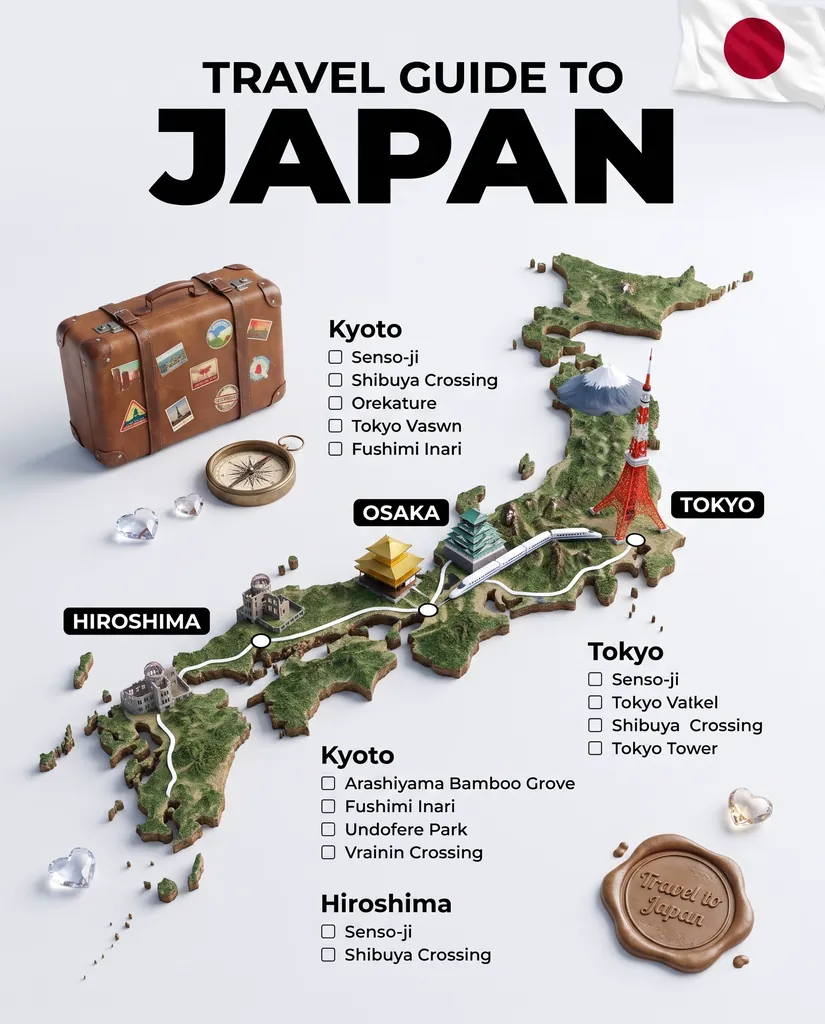 TRAVEL GUIDE TO
JAPAN
Kyoto
Senso-ji
Shibuya Crossing
Orekature
Tokyo Vaswn
Fushimi Inari
OSAKA
TOKYO
HIROSHIMA
Tokyo
Senso-ji
Tokyo Vatkel
Shibuya Crossing
Tokyo Tower
Kyoto
Arashiyama Bamboo Grove
Fushimi Inari
Undofere Park
Vrainin Crossing
Hiroshima
Senso-ji
Shibuya Crossing
Travel to
Japan